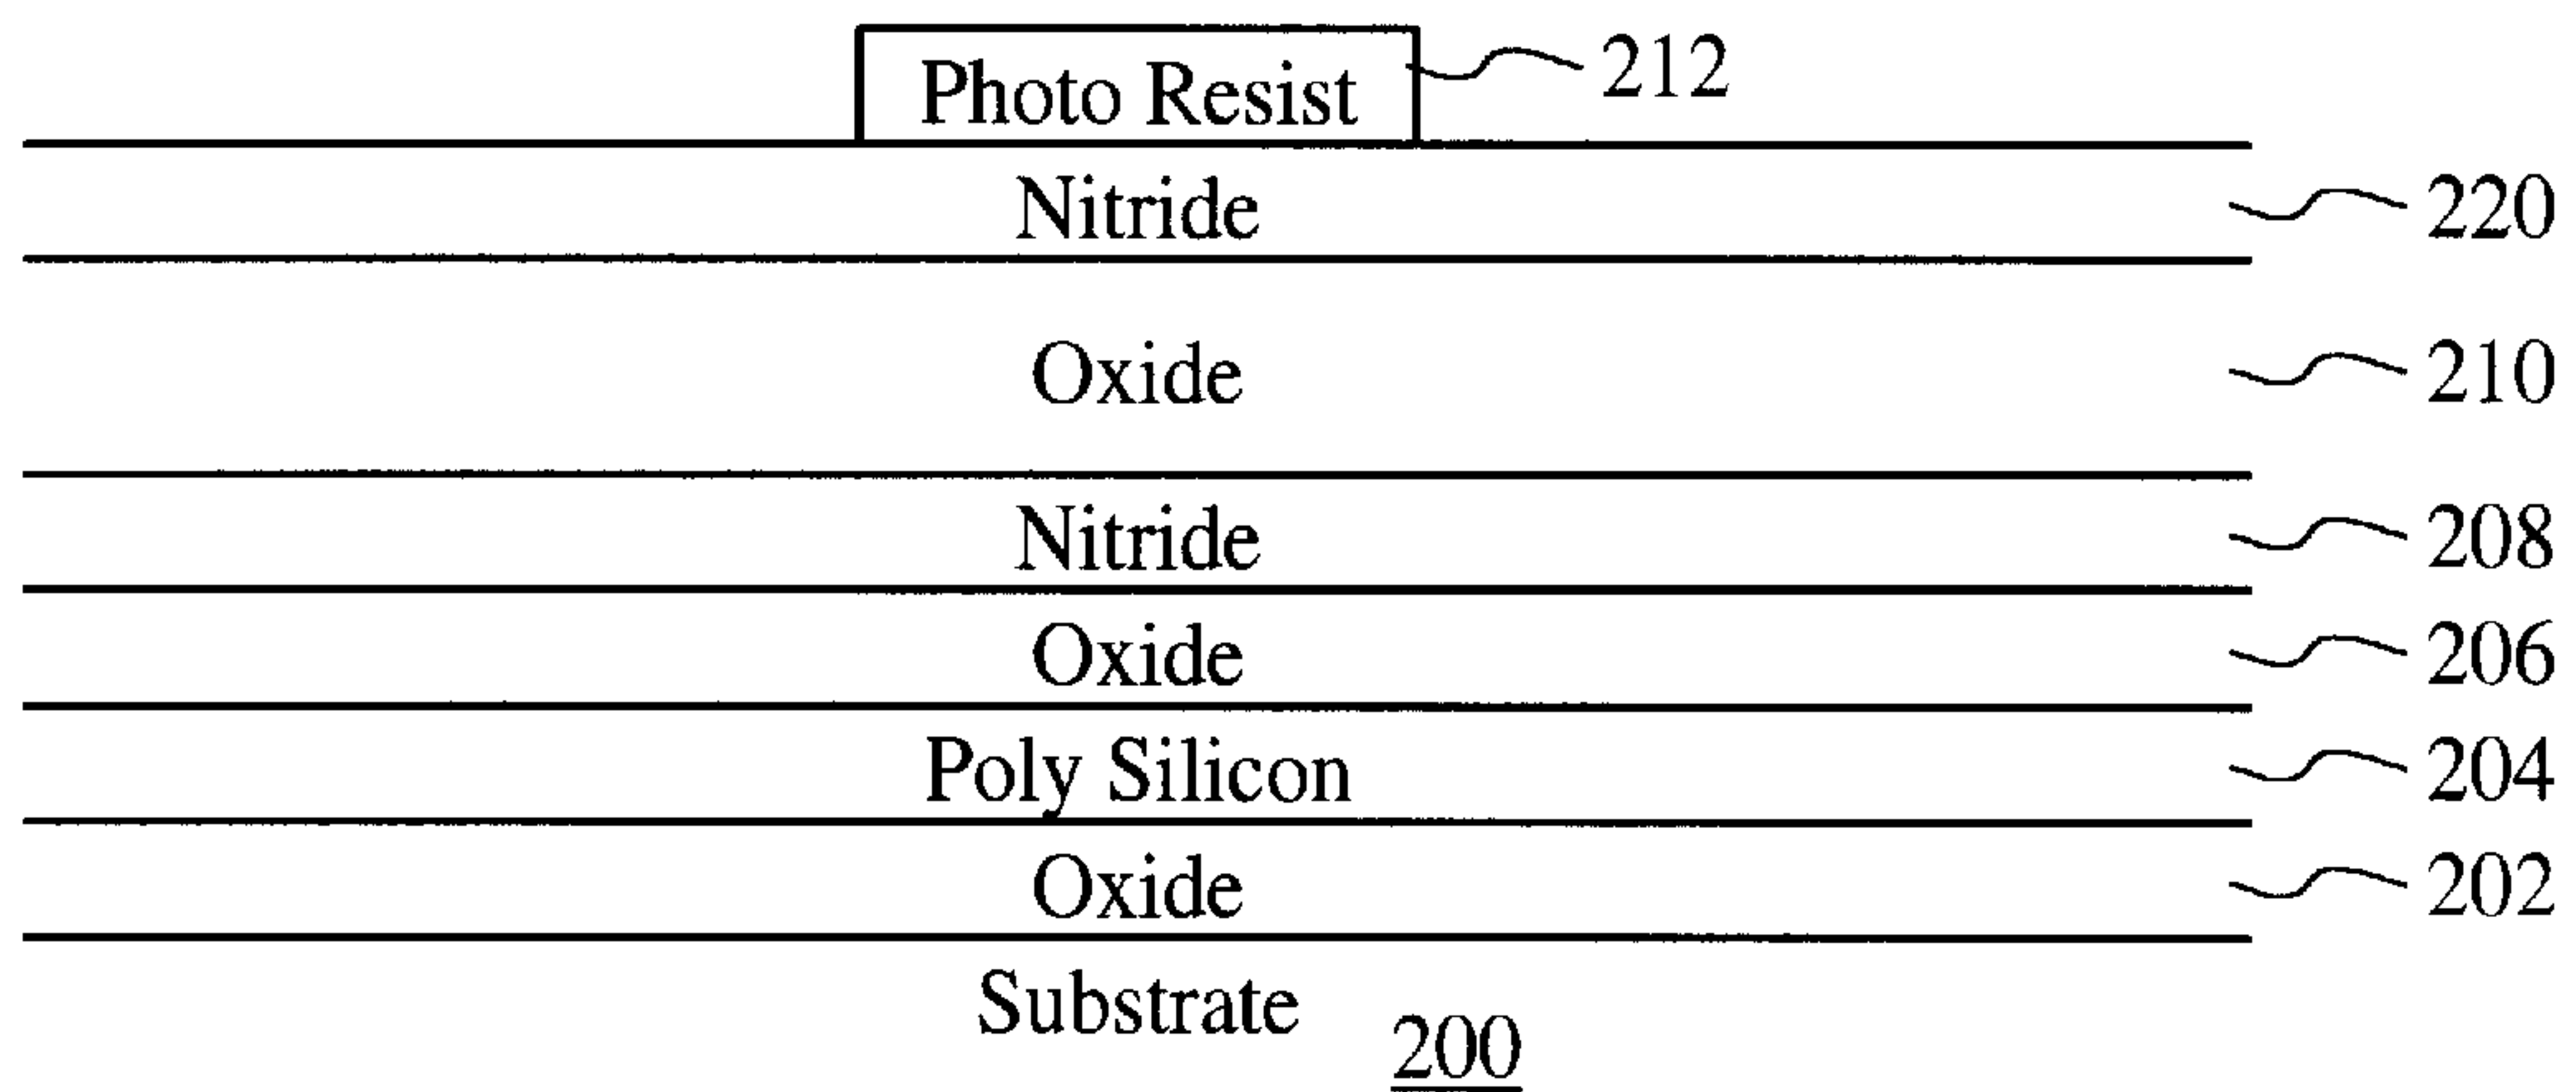 Photo Resist 212
Nitride 220
Oxide 210
Nitride 208
Oxide 206
Poly Silicon 204
Oxide 202
Substrate 200